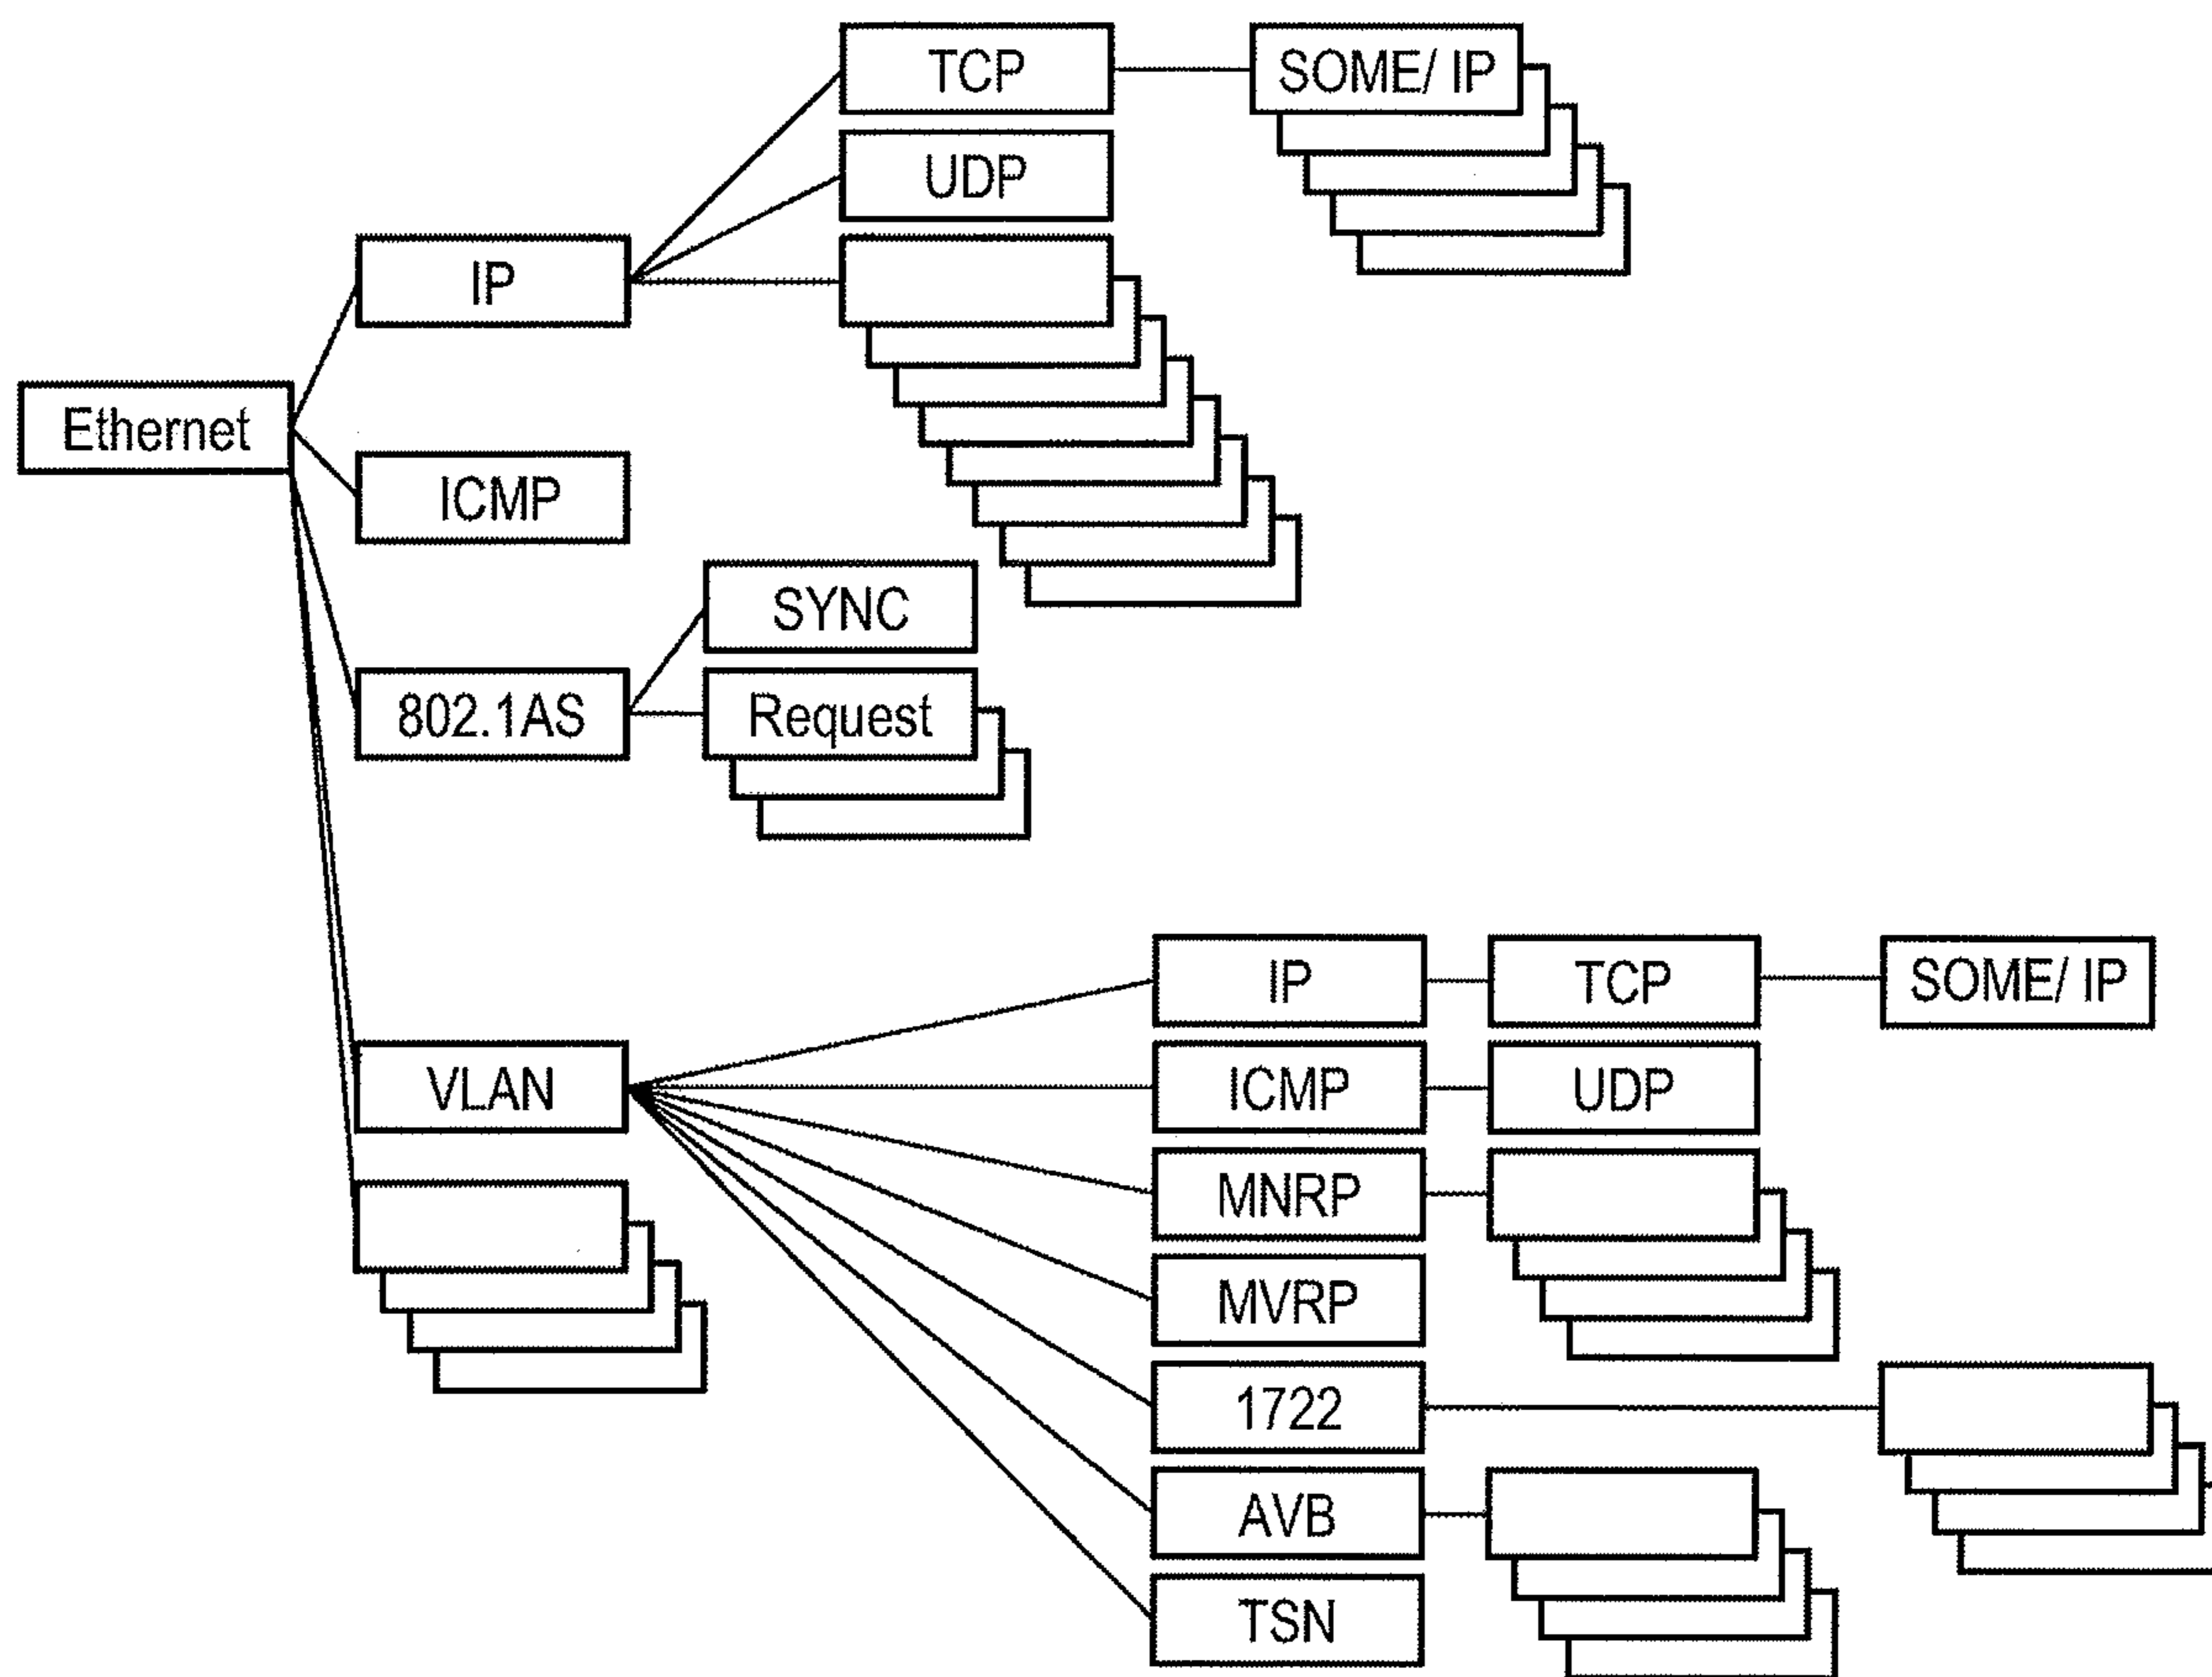 TCP
SOME/ IP
UDP
IP
Ethernet
ICMP
SYNC
802.1AS
Request
IP
TCP
SOME/ IP
VLAN
ICMP
UDP
MNRP
MVRP
1722
AVB
TSN